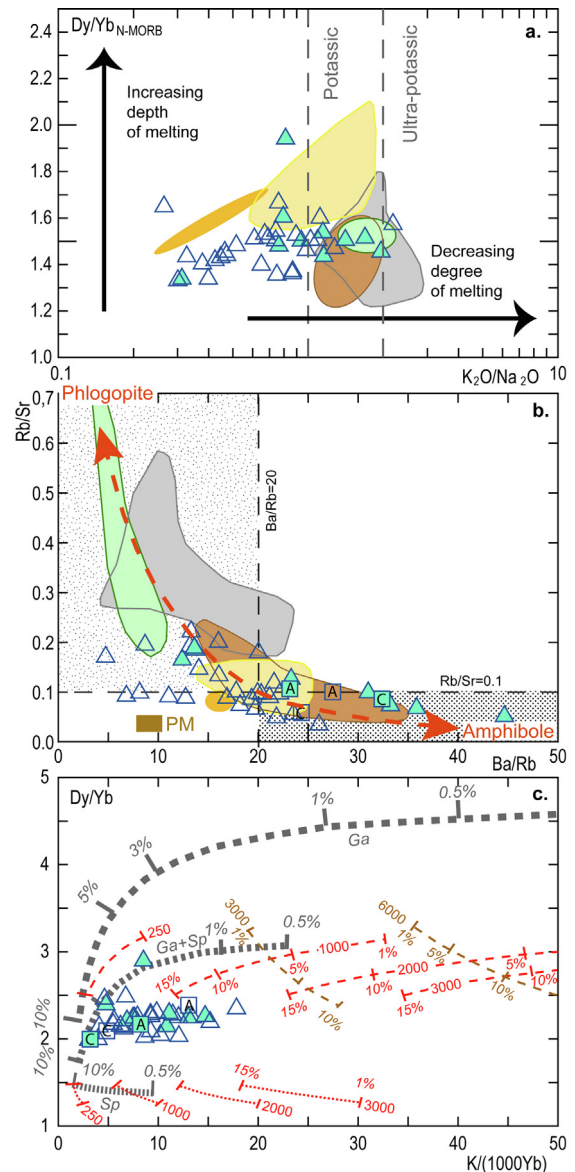 Dy/Yb N-MORB
a.
2.4
2.2
2.0
1.8
1.6
1.4
1.2
1.0
Increasing
depth
of melting
Potassic
Ultra-potassic
Decreasing
degree
of melting
0.1
10
K₂O/Na₂O
Rb/Sr
b.
0,7
0.6
0.5
0.4
0.3
0.2
0.1
0.0
Phlogopite
Ba/Rb=20
Rb/Sr=0.1
A
A
C
C
PM
Amphibole
0
10
20
30
40
50
Ba/Rb
Dy/Yb
c.
5
4
3
2
1
1%
0.5%
Ga
3%
5%
10%
10%
Ga+Sp
1%
0.5%
250
3000
1%
10%
6000
1%
5%
10%
15%
10%
5%
1000
1%
15%
10%
2000
5%
15%
3000
10%
A
A
C
C
10%
0.5%
Sp
250
1000
15%
2000
1%
3000
0
10
20
30
40
50
K/(1000Yb)